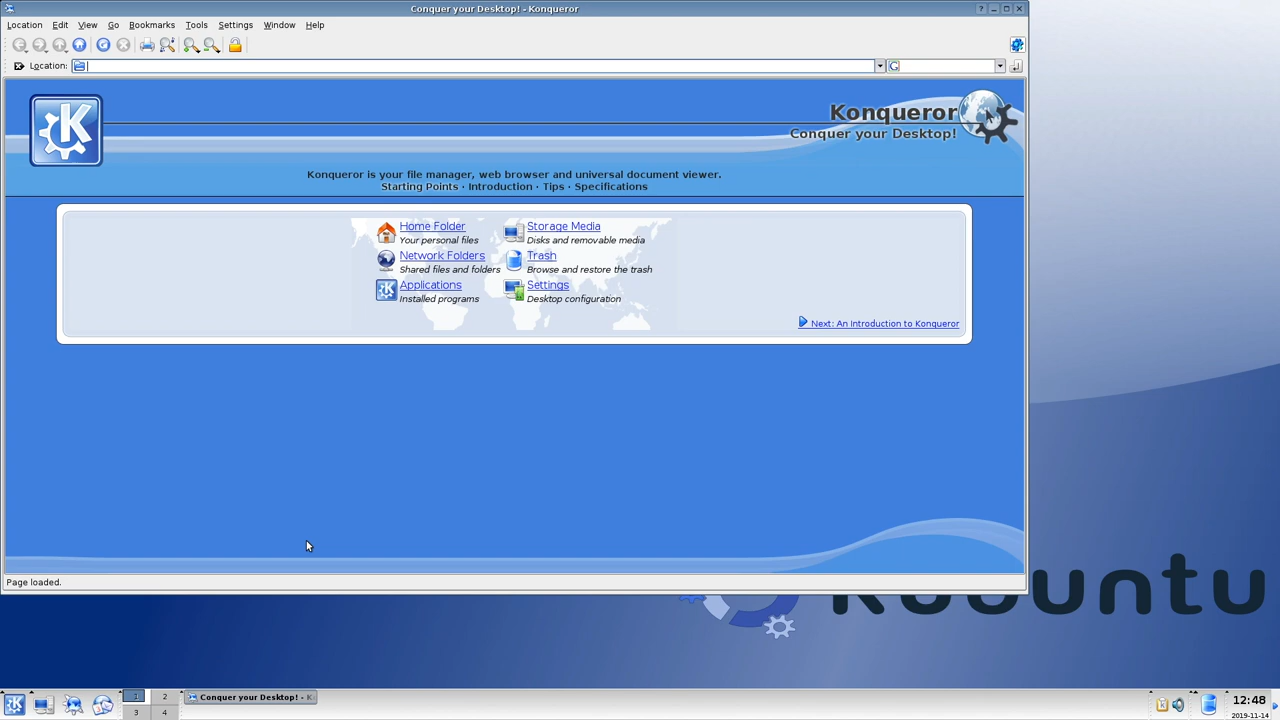 Conquer your Desktop! - Konqueror
Location Edit View Go Bookmarks Tools Settings Window Help
Location:
Konqueror
Conquer your Desktop!
Konqueror is your file manager, web browser and universal document viewer.
Starting Points · Introduction · Tips · Specifications
Home Folder
Your personal files
Storage Media
Disks and removable media
Network Folders
Shared files and folders
Trash
Browse and restore the trash
Applications
Installed programs
Settings
Desktop configuration
Next: An Introduction to Konqueror
Page loaded.
kubuntu
1 2
Conquer your Desktop! - K
3 4
12:48
2019-11-14